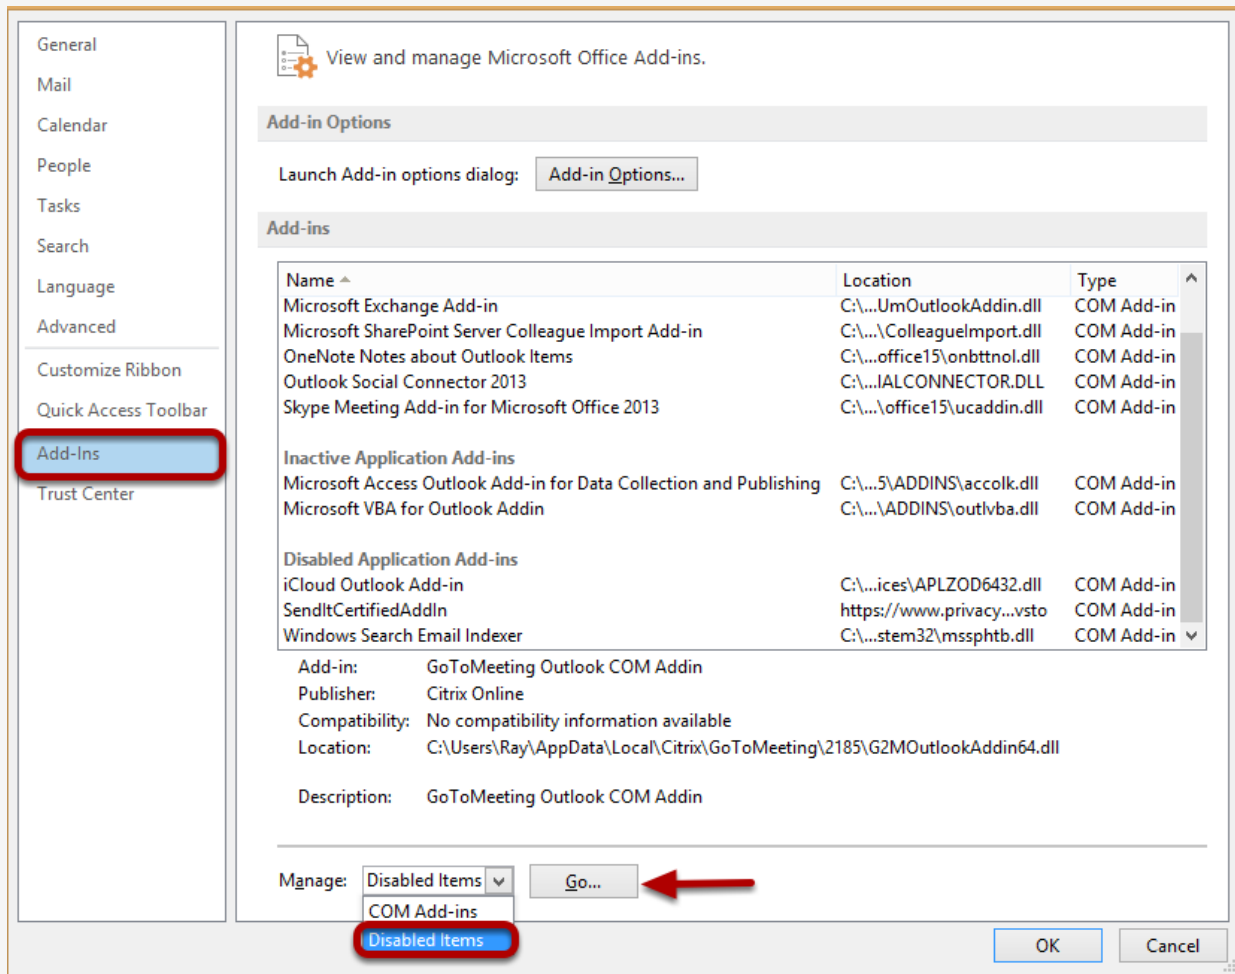 General
Mail
Calendar
People
Tasks
Search
Language
Advanced
Customize Ribbon
Quick Access Toolbar
Add-Ins
Trust Center
View and manage Microsoft Office Add-ins.
Add-in Options
Launch Add-in options dialog: Add-in Options...
Add-ins
Name Location Type
Microsoft Exchange Add-in C:\...UmOutlookAddin.dll COM Add-in
Microsoft SharePoint Server Colleague Import Add-in C:\...\ColleagueImport.dll COM Add-in
OneNote Notes about Outlook Items C:\...office15\onbttnol.dll COM Add-in
Outlook Social Connector 2013 C:\...IALCONNECTOR.DLL COM Add-in
Skype Meeting Add-in for Microsoft Office 2013 C:\...\office15\ucaddin.dll COM Add-in
Inactive Application Add-ins
Microsoft Access Outlook Add-in for Data Collection and Publishing C:\...5\ADDINS\accolk.dll COM Add-in
Microsoft VBA for Outlook Addin C:\...\ADDINS\outlvba.dll COM Add-in
Disabled Application Add-ins
iCloud Outlook Add-in C:\...ices\APLZOD6432.dll COM Add-in
SendItCertifiedAddIn https://www.privacy...vsto COM Add-in
Windows Search Email Indexer C:\...stem32\mssphtb.dll COM Add-in
Add-in: GoToMeeting Outlook COM Addin
Publisher: Citrix Online
Compatibility: No compatibility information available
Location: C:\Users\Ray\AppData\Local\Citrix\GoToMeeting\2185\G2MOutlookAddin64.dll
Description: GoToMeeting Outlook COM Addin
Manage: Disabled Items Go...
COM Add-ins
Disabled Items
OK Cancel